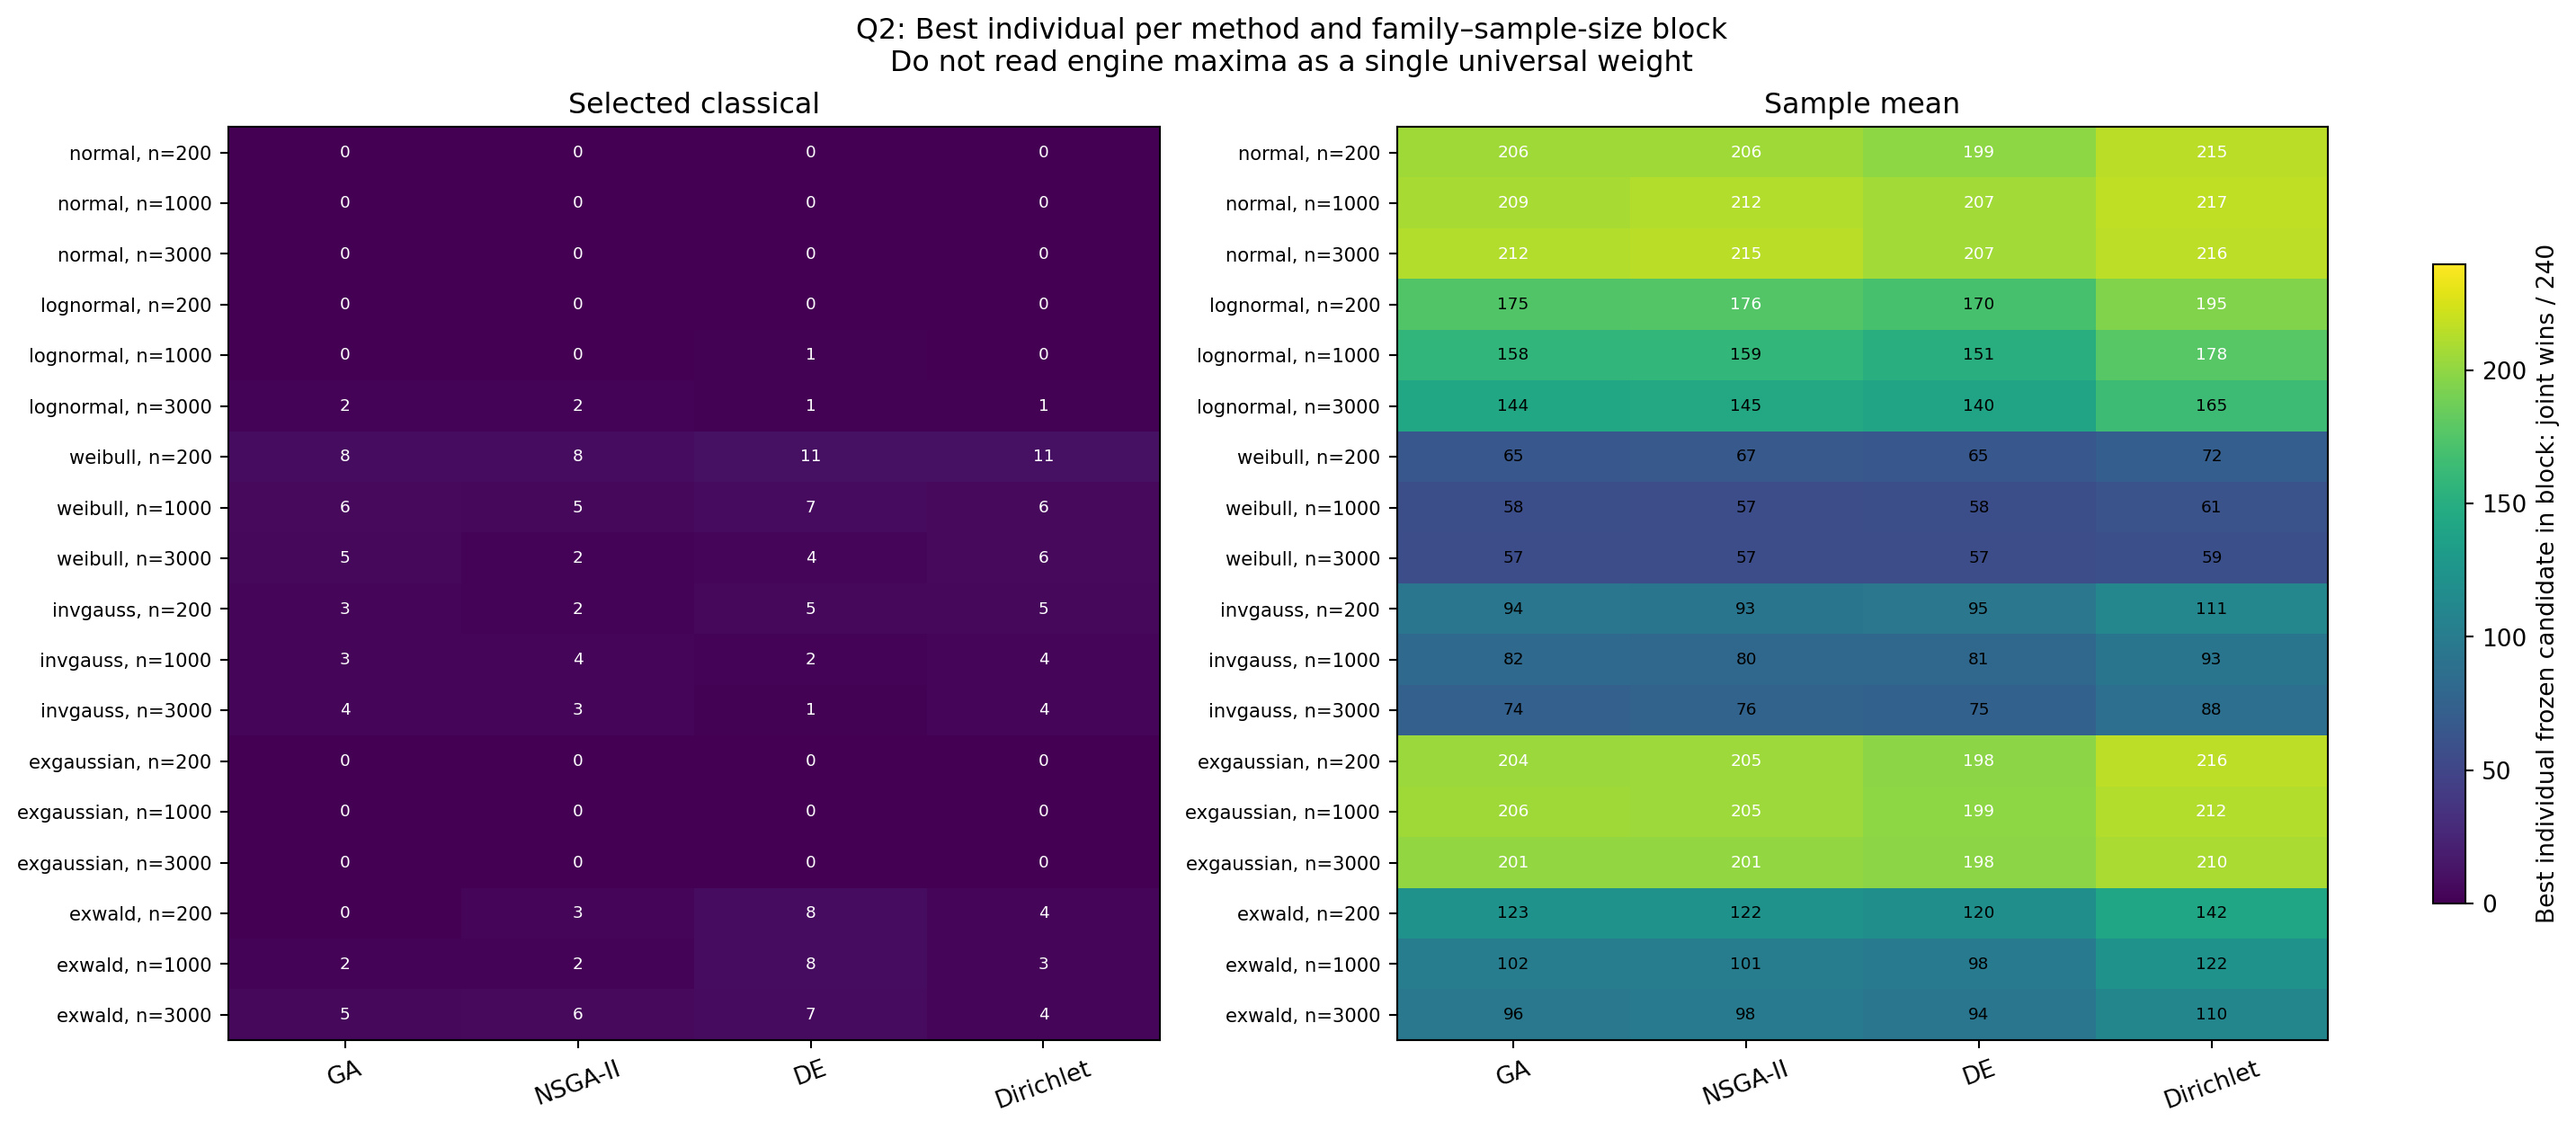 Q2: Best individual per method and family–sample-size block
Do not read engine maxima as a single universal weight
Selected classical
normal, n=200 0 0 0 0
normal, n=1000 0 0 0 0
normal, n=3000 0 0 0 0
lognormal, n=200 0 0 0 0
lognormal, n=1000 0 0 1 0
lognormal, n=3000 2 2 1 1
weibull, n=200 8 8 11 11
weibull, n=1000 6 5 7 6
weibull, n=3000 5 2 4 6
invgauss, n=200 3 2 5 5
invgauss, n=1000 3 4 2 4
invgauss, n=3000 4 3 1 4
exgaussian, n=200 0 0 0 0
exgaussian, n=1000 0 0 0 0
exgaussian, n=3000 0 0 0 0
exwald, n=200 0 3 8 4
exwald, n=1000 2 2 8 3
exwald, n=3000 5 6 7 4
GA NSGA-II DE Dirichlet
Sample mean
normal, n=200 206 206 199 215
normal, n=1000 209 212 207 217
normal, n=3000 212 215 207 216
lognormal, n=200 175 176 170 195
lognormal, n=1000 158 159 151 178
lognormal, n=3000 144 145 140 165
weibull, n=200 65 67 65 72
weibull, n=1000 58 57 58 61
weibull, n=3000 57 57 57 59
invgauss, n=200 94 93 95 111
invgauss, n=1000 82 80 81 93
invgauss, n=3000 74 76 75 88
exgaussian, n=200 204 205 198 216
exgaussian, n=1000 206 205 199 212
exgaussian, n=3000 201 201 198 210
exwald, n=200 123 122 120 142
exwald, n=1000 102 101 98 122
exwald, n=3000 96 98 94 110
GA NSGA-II DE Dirichlet
200
150
100
50
0
Best individual frozen candidate in block: joint wins / 240